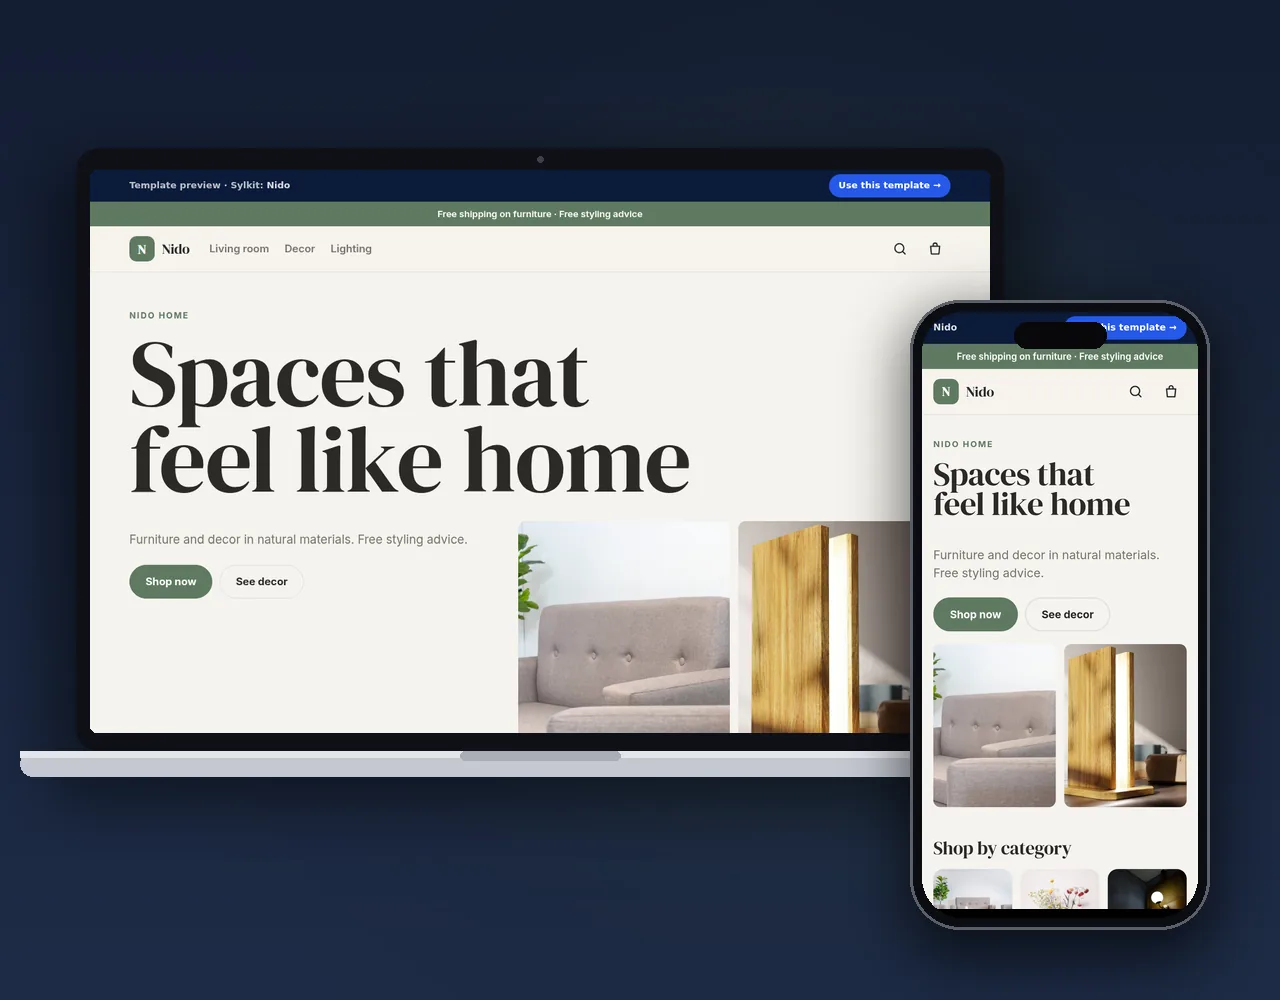 Template preview · Sylkit: Nido
Use this template →
Free shipping on furniture · Free styling advice
N Nido Living room Decor Lighting
NIDO HOME
Spaces that
feel like home
Furniture and decor in natural materials. Free styling advice.
Shop now See decor
Nido
this template →
Free shipping on furniture · Free styling advice
N Nido
NIDO HOME
Spaces that
feel like home
Furniture and decor in natural materials.
Free styling advice.
Shop now See decor
Shop by category